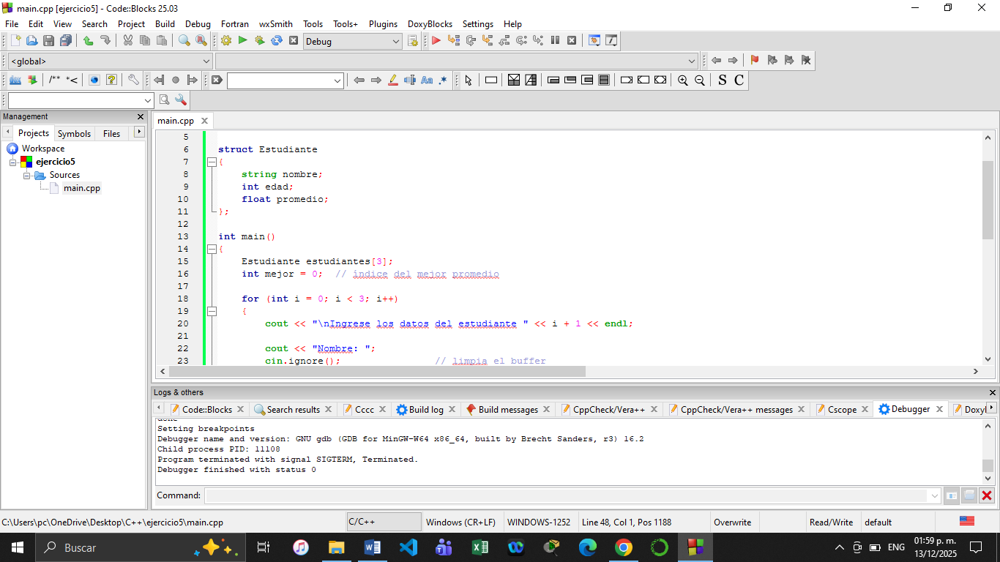 main.cpp [ejercicio5] - Code::Blocks 25.03
File Edit View Search Project Build Debug Fortran wxSmith Tools Tools+ Plugins DoxyBlocks Settings Help
Debug
<global>
/** *<
Aa .*
S C
Management
Projects Symbols Files
Workspace
ejercicio5
Sources
main.cpp
main.cpp
5
6 struct Estudiante
7 {
8 string nombre;
9 int edad;
10 float promedio;
11 };
12
13 int main()
14 {
15 Estudiante estudiantes[3];
16 int mejor = 0; // índice del mejor promedio
17
18 for (int i = 0; i < 3; i++)
19 {
20 cout << "\nIngrese los datos del estudiante " << i + 1 << endl;
21
22 cout << "Nombre: ";
23 cin.ignore(); // limpia el buffer
Logs & others
Code::Blocks Search results Cccc Build log Build messages CppCheck/Vera++ CppCheck/Vera++ messages Cscope Debugger Doxyl
done
Setting breakpoints
Debugger name and version: GNU gdb (GDB for MinGW-W64 x86_64, built by Brecht Sanders, r3) 16.2
Child process PID: 11108
Program terminated with signal SIGTERM, Terminated.
Debugger finished with status 0
Command:
C:\Users\pc\OneDrive\Desktop\C++\ejercicio5\main.cpp C/C++ Windows (CR+LF) WINDOWS-1252 Line 48, Col 1, Pos 1188 Overwrite Read/Write default
Buscar
ENG
01:59 p. m.
13/12/2025